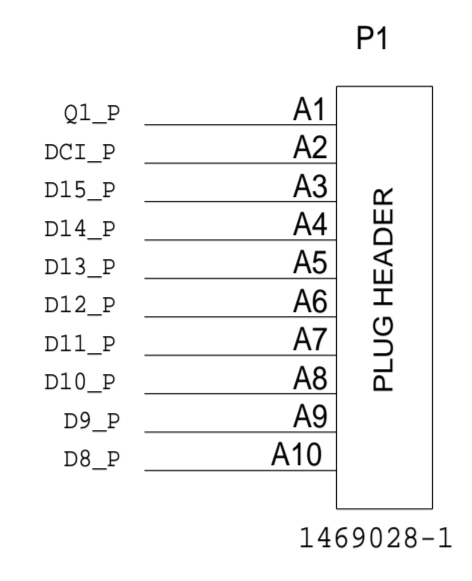 P1
Q1_P A1
DCI_P A2
D15_P A3
D14_P A4
D13_P A5
D12_P A6
D11_P A7
D10_P A8
D9_P A9
D8_P A10
PLUG HEADER
1469028-1